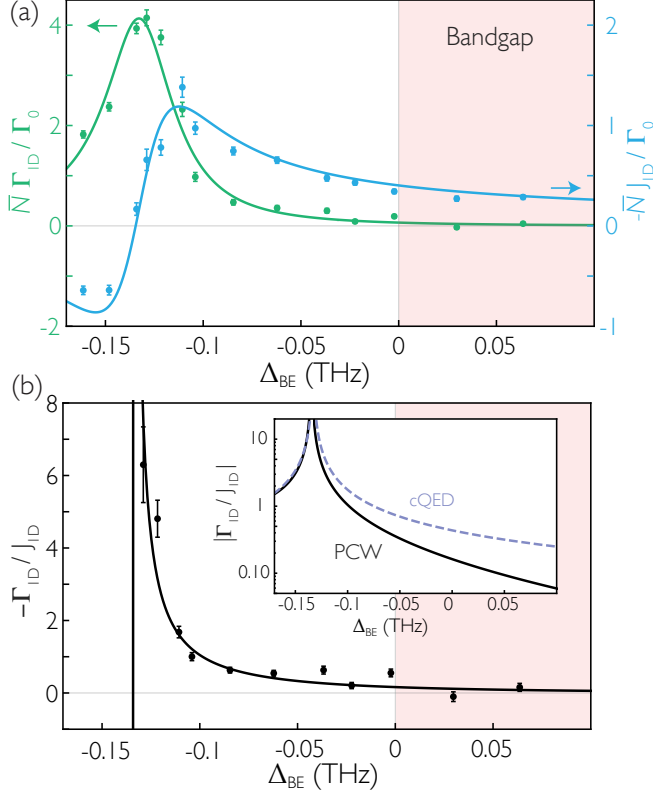 (a)
Bandgap
4
2
0
-2
N̅ Γ1D / Γ0
2
1
0
-1
-N̅ J1D / Γ0
-0.15
-0.1
-0.05
0
0.05
ΔBE (THz)
(b)
8
6
4
2
0
-Γ1D / J1D
10
1
0.10
|Γ1D / J1D|
cQED
PCW
-0.15
-0.1
-0.05
0
0.05
ΔBE (THz)
-0.15
-0.1
-0.05
0
0.05
ΔBE (THz)